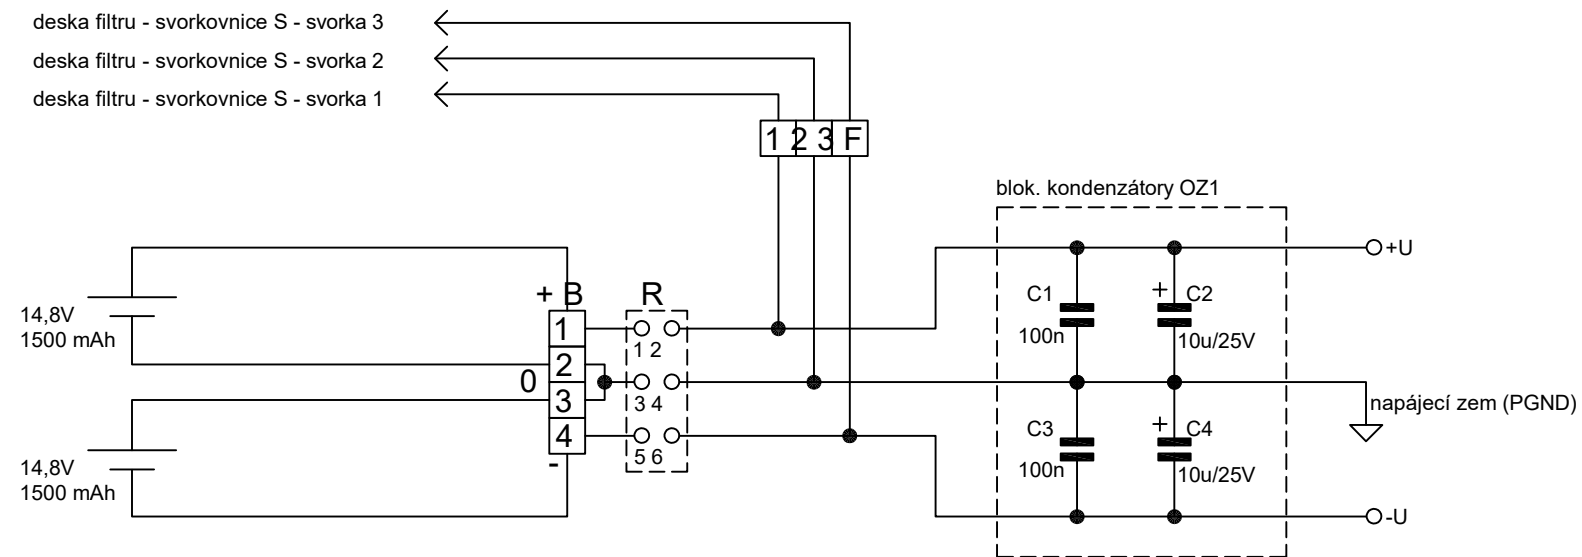 deska filtru - svorkovnice S - svorka 3
deska filtru - svorkovnice S - svorka 2
deska filtru - svorkovnice S - svorka 1
1 2 3 F
blok. kondenzátory OZ1
+U
+ B
R
C1
+ C2
14,8V
1500 mAh
1
1 2
100n
10u/25V
2
0
3
3 4
napájecí zem (PGND)
C3
+ C4
4
5 6
-
14,8V
1500 mAh
100n
10u/25V
-U